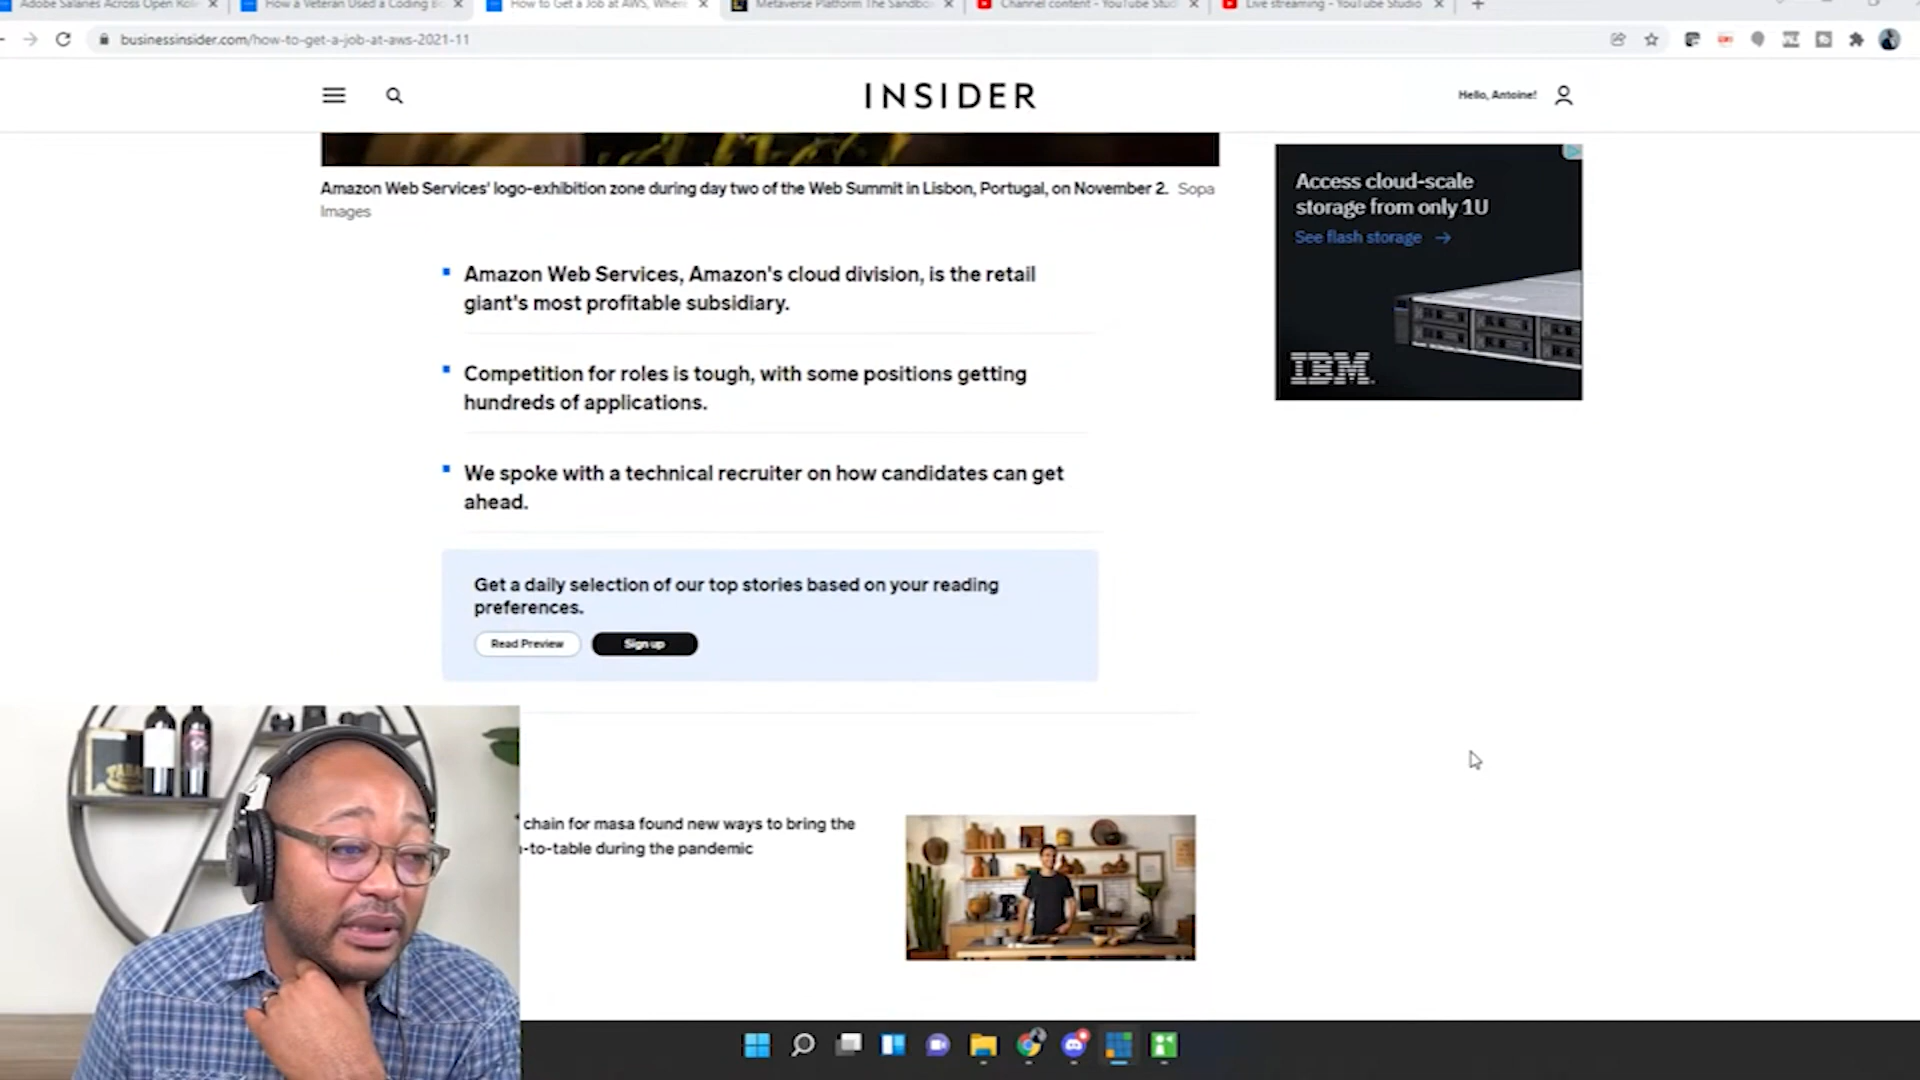 Adobe Salaries Across Open Roles
How a Veteran Used a Coding Bo
How to Get a Job at AWS, Where
Metaverse Platform The Sandbox
Channel content - YouTube Studi
Live streaming - YouTube Studio
businessinsider.com/how-to-get-a-job-at-aws-2021-11
INSIDER
Hello, Antoine!
Amazon Web Services' logo-exhibition zone during day two of the Web Summit in Lisbon, Portugal, on November 2. Sopa
Images
Access cloud-scale
storage from only 1U
See flash storage →
IBM.
Amazon Web Services, Amazon's cloud division, is the retail
giant's most profitable subsidiary.
Competition for roles is tough, with some positions getting
hundreds of applications.
We spoke with a technical recruiter on how candidates can get
ahead.
Get a daily selection of our top stories based on your reading
preferences.
Read Preview
Sign up
chain for masa found new ways to bring the
-to-table during the pandemic